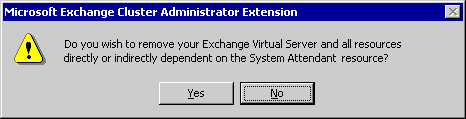 Microsoft Exchange Cluster Administrator Extension
Do you wish to remove your Exchange Virtual Server and all resources
directly or indirectly dependent on the System Attendant resource?
Yes
No